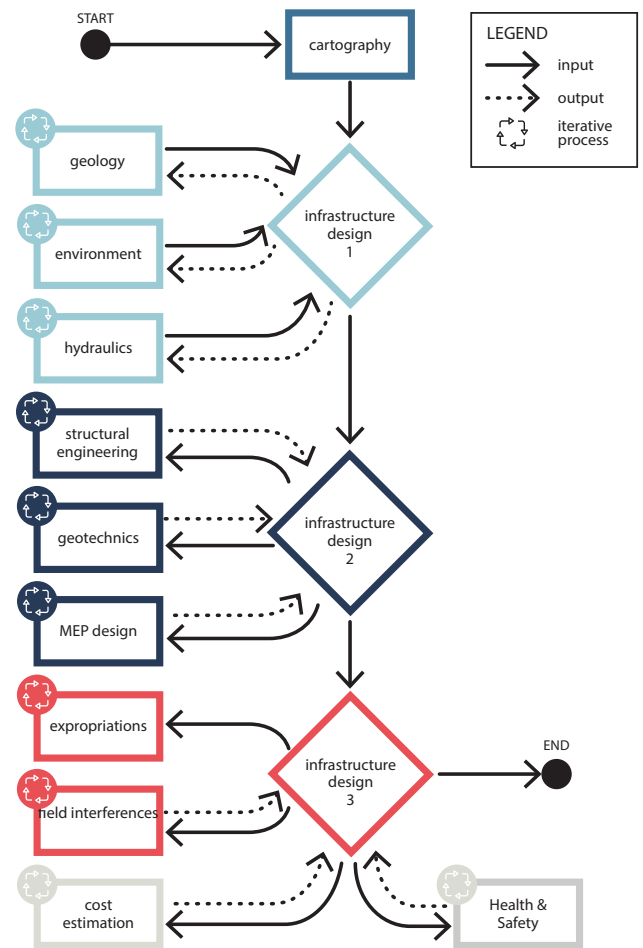 START
cartography
LEGEND
input
output
iterative
process
geology
infrastructure
design
1
environment
hydraulics
structural
engineering
geotechnics
infrastructure
design
2
MEP design
expropriations
infrastructure
design
3
END
field interferences
cost
estimation
Health &
Safety